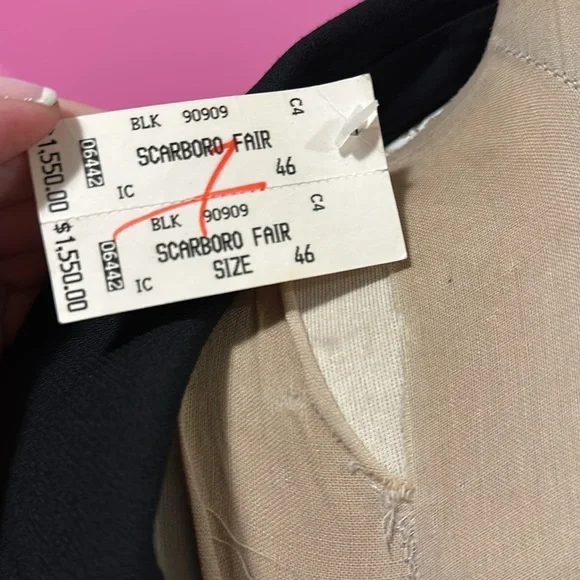 BLK 90909 C4
$1,550.00 06442 SCARBORO FAIR
IC 46
BLK 90909 C4
$1,550.00 06442 SCARBORO FAIR
IC SIZE 46